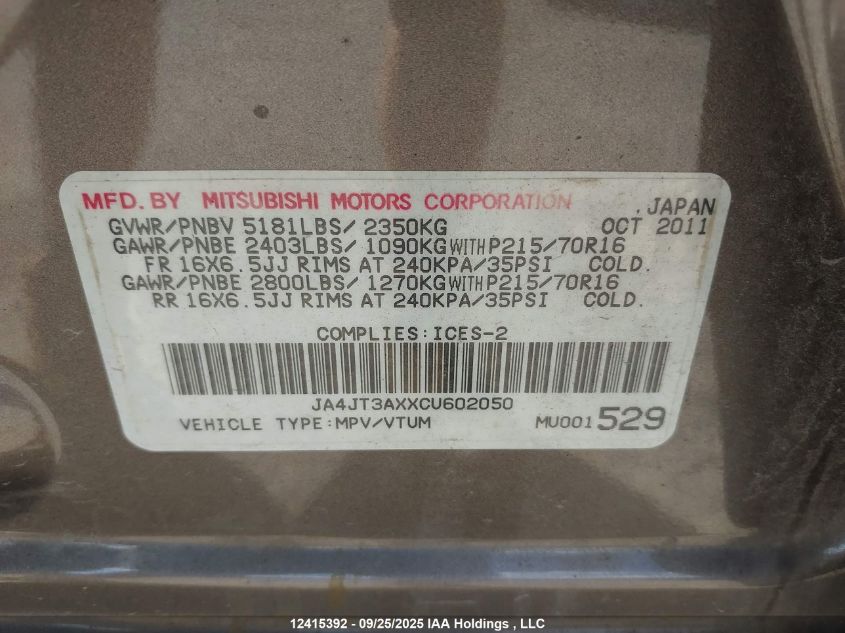 MFD. BY MITSUBISHI MOTORS CORPORATION , JAPAN
GVWR/PNBV 5181LBS/ 2350KG OCT 2011
GAWR/PNBE 2403LBS/ 1090KG WITH P215/70R16
FR 16X6.5JJ RIMS AT 240KPA/35PSI COLD.
GAWR/PNBE 2800LBS/ 1270KG WITH P215/70R16
RR 16X6.5JJ RIMS AT 240KPA/35PSI COLD.
COMPLIES:ICES-2
JA4JT3AXXCU602050
VEHICLE TYPE:MPV/VTUM MU001 529
12415392 - 09/25/2025 IAA Holdings , LLC